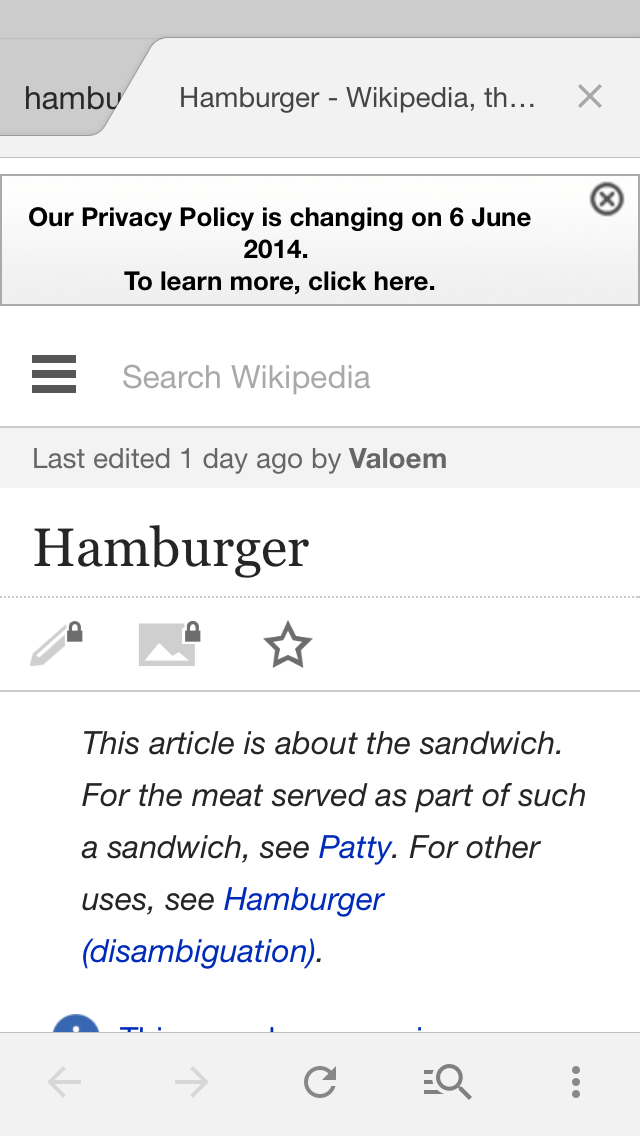 hambu
Hamburger - Wikipedia, th...
Our Privacy Policy is changing on 6 June
2014.
To learn more, click here.
Search Wikipedia
Last edited 1 day ago by Valoem
Hamburger
This article is about the sandwich.
For the meat served as part of such
a sandwich, see Patty. For other
uses, see Hamburger
(disambiguation).